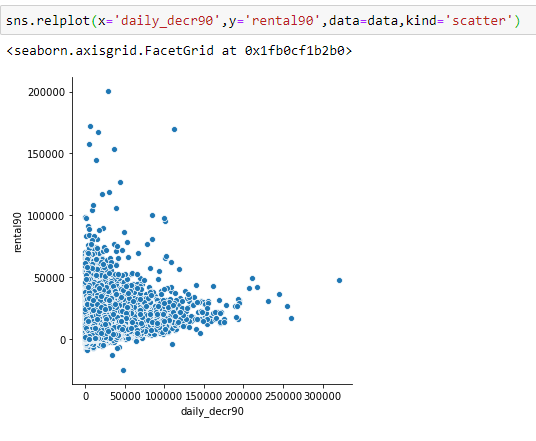 sns.relplot(x='daily_decr90',y='rental90',data=data,kind='scatter')
<seaborn.axisgrid.FacetGrid at 0x1fb0cf1b2b0>
200000
150000
100000
50000
0
rental90
0 50000 100000 150000 200000 250000 300000
daily_decr90